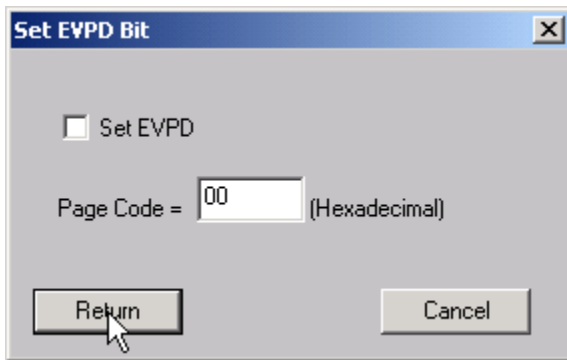 Set EVPD Bit
Set EVPD
Page Code = 00 (Hexadecimal)
Return Cancel